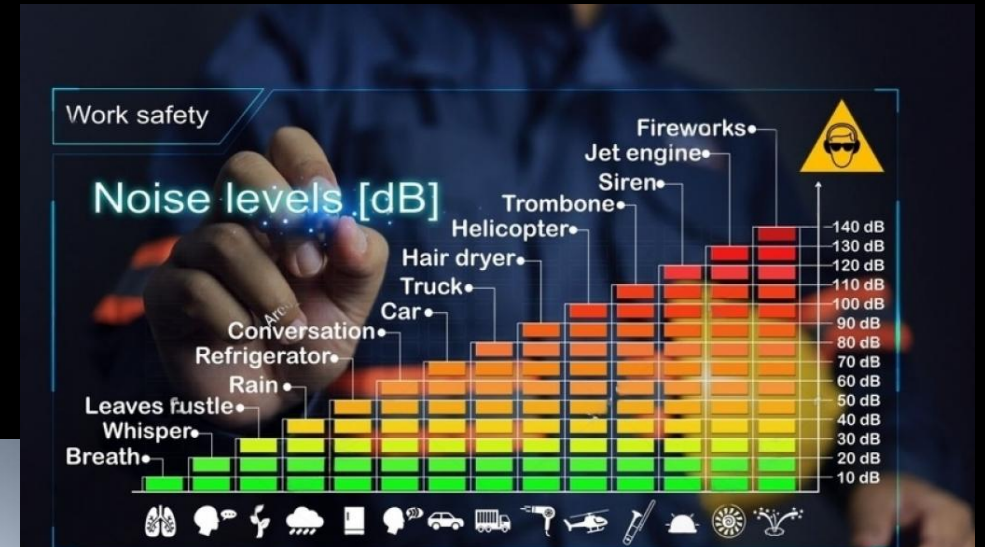 Work safety
Noise levels [dB]
Fireworks
Jet engine
Siren
Trombone
Helicopter
Hair dryer
Truck
Car
Conversation
Refrigerator
Rain
Leaves rustle
Whisper
Breath
140 dB
130 dB
120 dB
110 dB
100 dB
90 dB
80 dB
70 dB
60 dB
50 dB
40 dB
30 dB
20 dB
10 dB